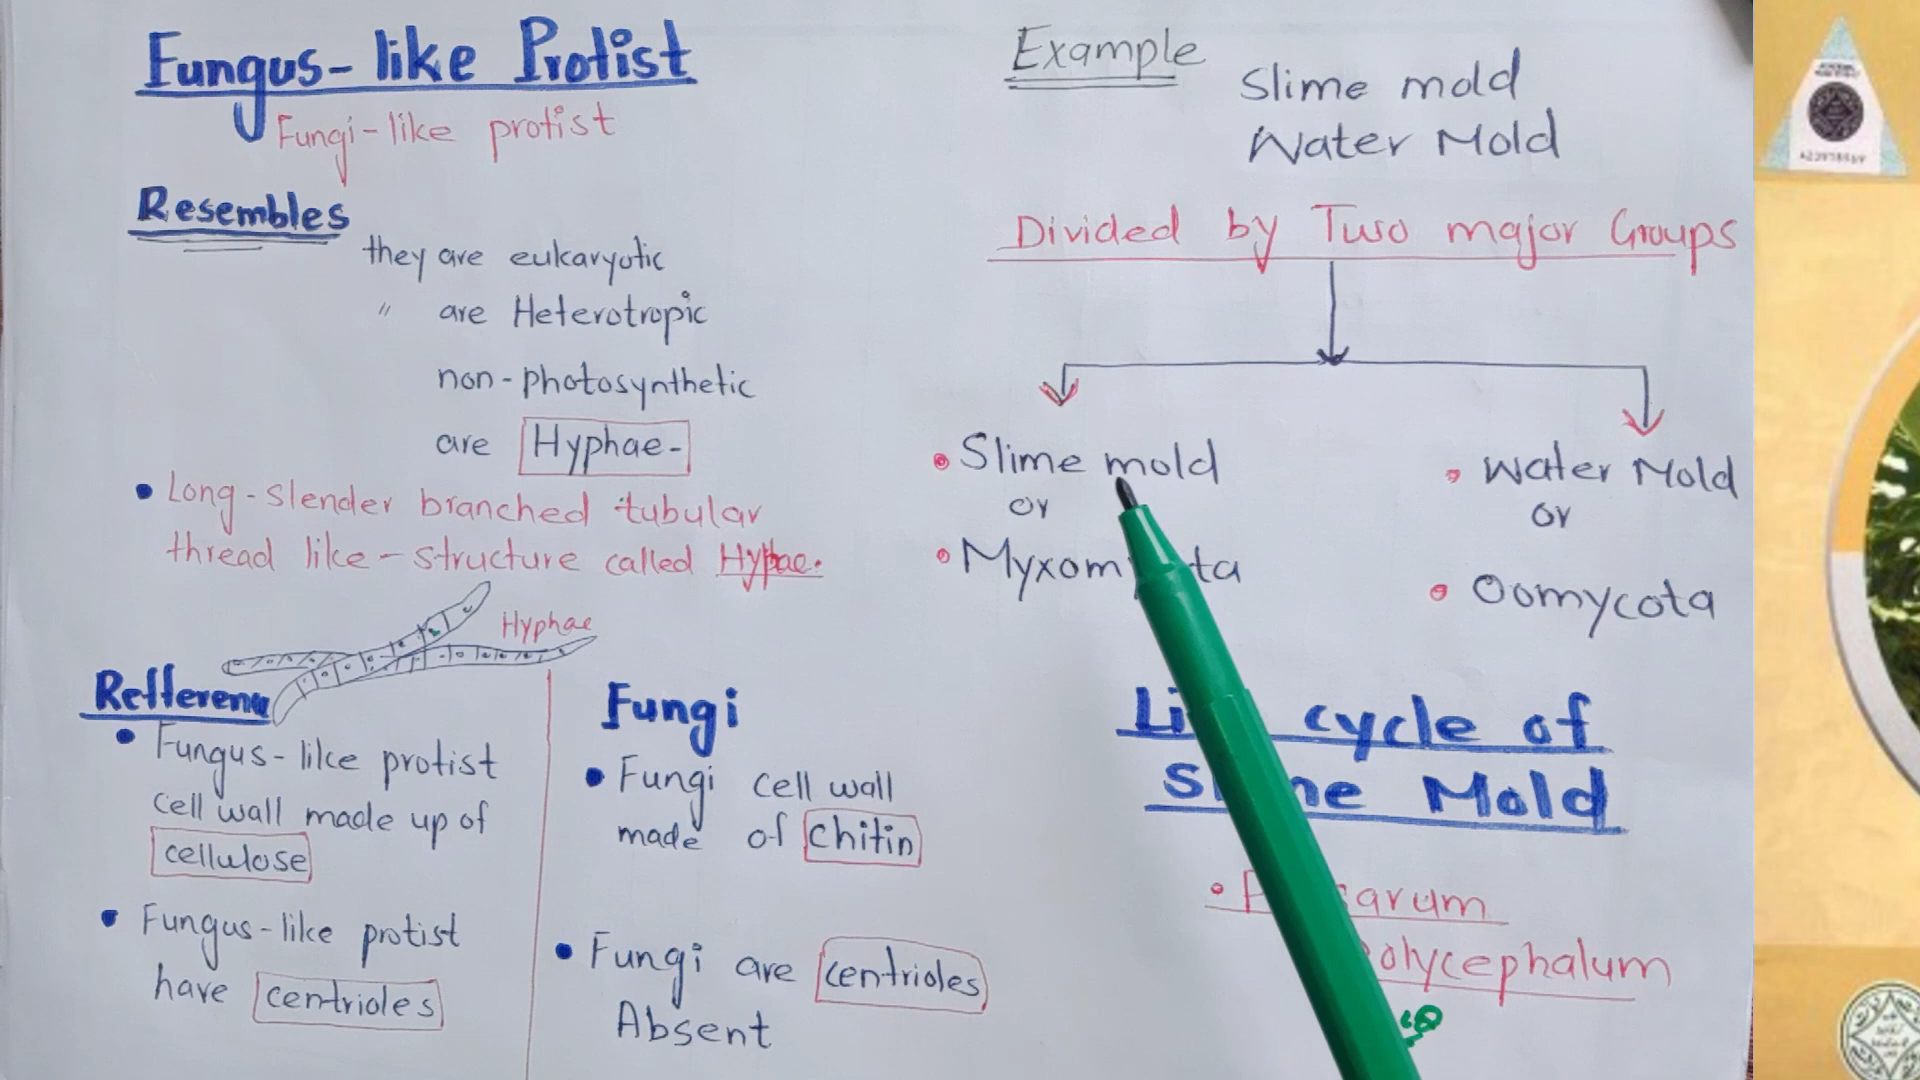 Fungus-like Protist
Fungi-like protist
Resembles
they are eukaryotic
" are Heterotropic
non-photosynthetic
are Hyphae-
Long-slender branched tubular
thread like-structure called Hyphae.
Hyphae
Refference
Fungus-like protist
cell wall made up of
cellulose
Fungus-like protist
have centrioles
Fungi
Fungi cell wall
made of chitin
Fungi are centrioles
Absent
Example
Slime mold
Water Mold
Divided by Two major Groups
Slime mold
or
Water Mold
or
Oomycota
cycle of
Mold